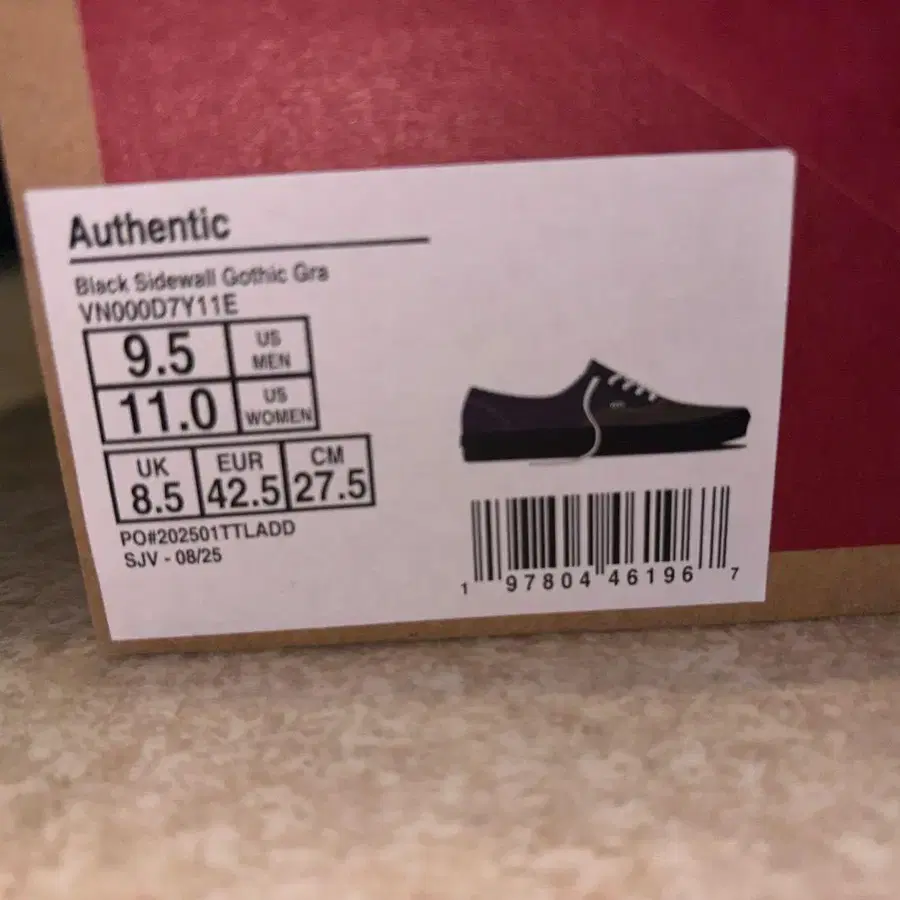 Authentic
Black Sidewall Gothic Gra
VN000D7Y11E
9.5 US MEN
11.0 US WOMEN
UK EUR CM
8.5 42.5 27.5
PO#202501TTLADD
SJV - 08/25
1 97804 46196 7